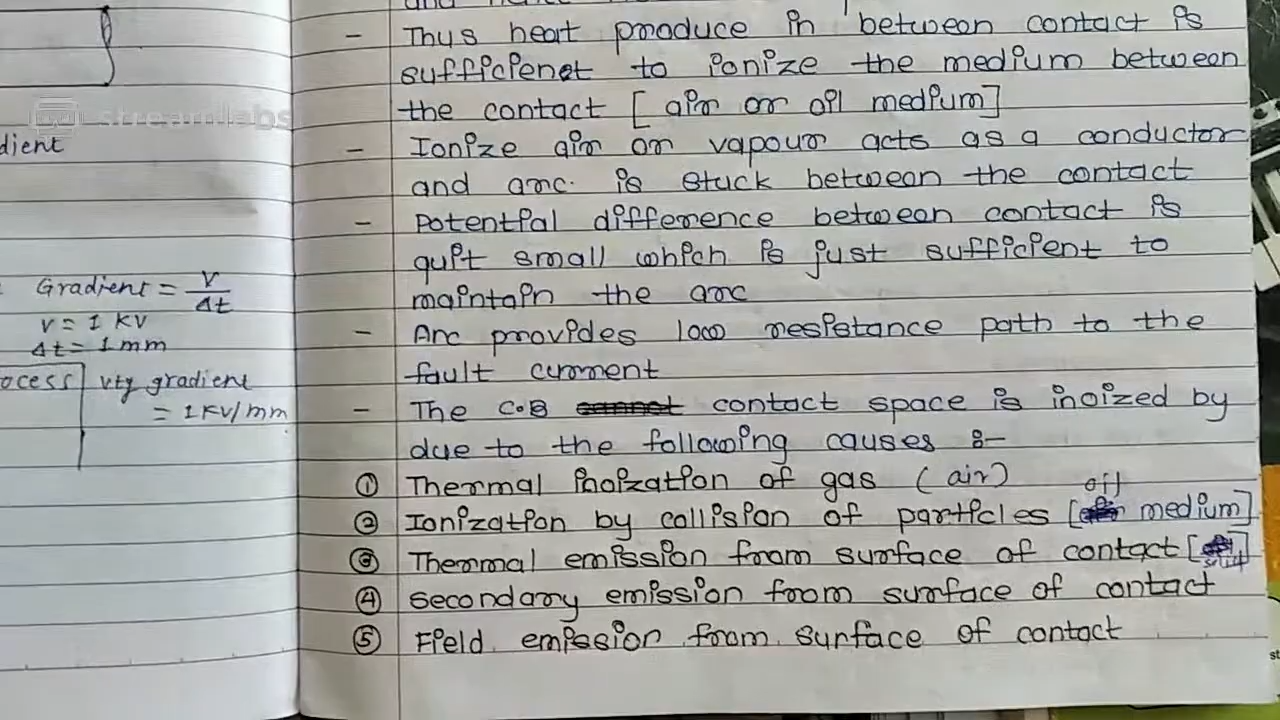 Thus heart produce in between contact is
sufficienet to ionize the medium between
the contact [ air or oil medium]
- Ionize air or vapour acts as a conductor
and arc. is stuck between the contact
- Potential difference between contact is
quit small which is just sufficient to
maintain the arc
- Arc provides low resistance path to the
fault current
- The C.B contact space is inoized by
due to the following causes :-
① Thermal inoization of gas (air)
② Ionization by collision of particles [oil medium]
③ Thermal emission from surface of contact
④ Secondary emission from surface of contact
⑤ Field emission from surface of contact
streamlabs
dient
Gradient = V
Δt
V = 1 KV
Δt = 1 mm
ocess vtg gradient
= 1 KV/mm